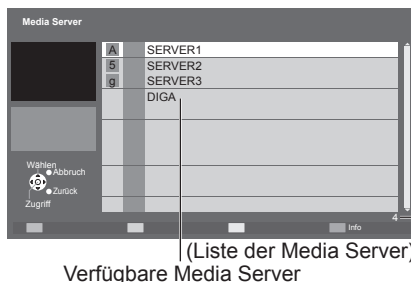 Media Server
A SERVER1
5 SERVER2
g SERVER3
DIGA
Wählen
Abbruch
Zurück
Zugriff
4
Info
(Liste der Media Server)
Verfügbare Media Server